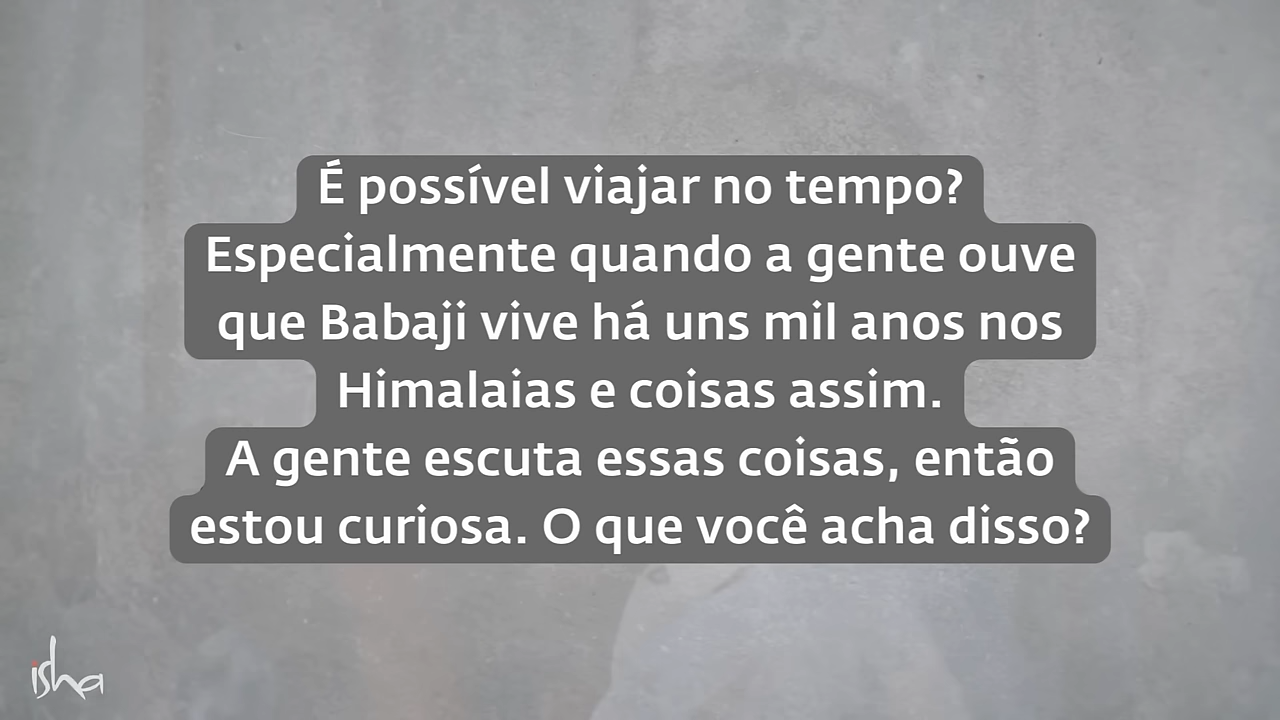 É possível viajar no tempo?
Especialmente quando a gente ouve
que Babaji vive há uns mil anos nos
Himalaias e coisas assim.
A gente escuta essas coisas, então
estou curiosa. O que você acha disso?
isha